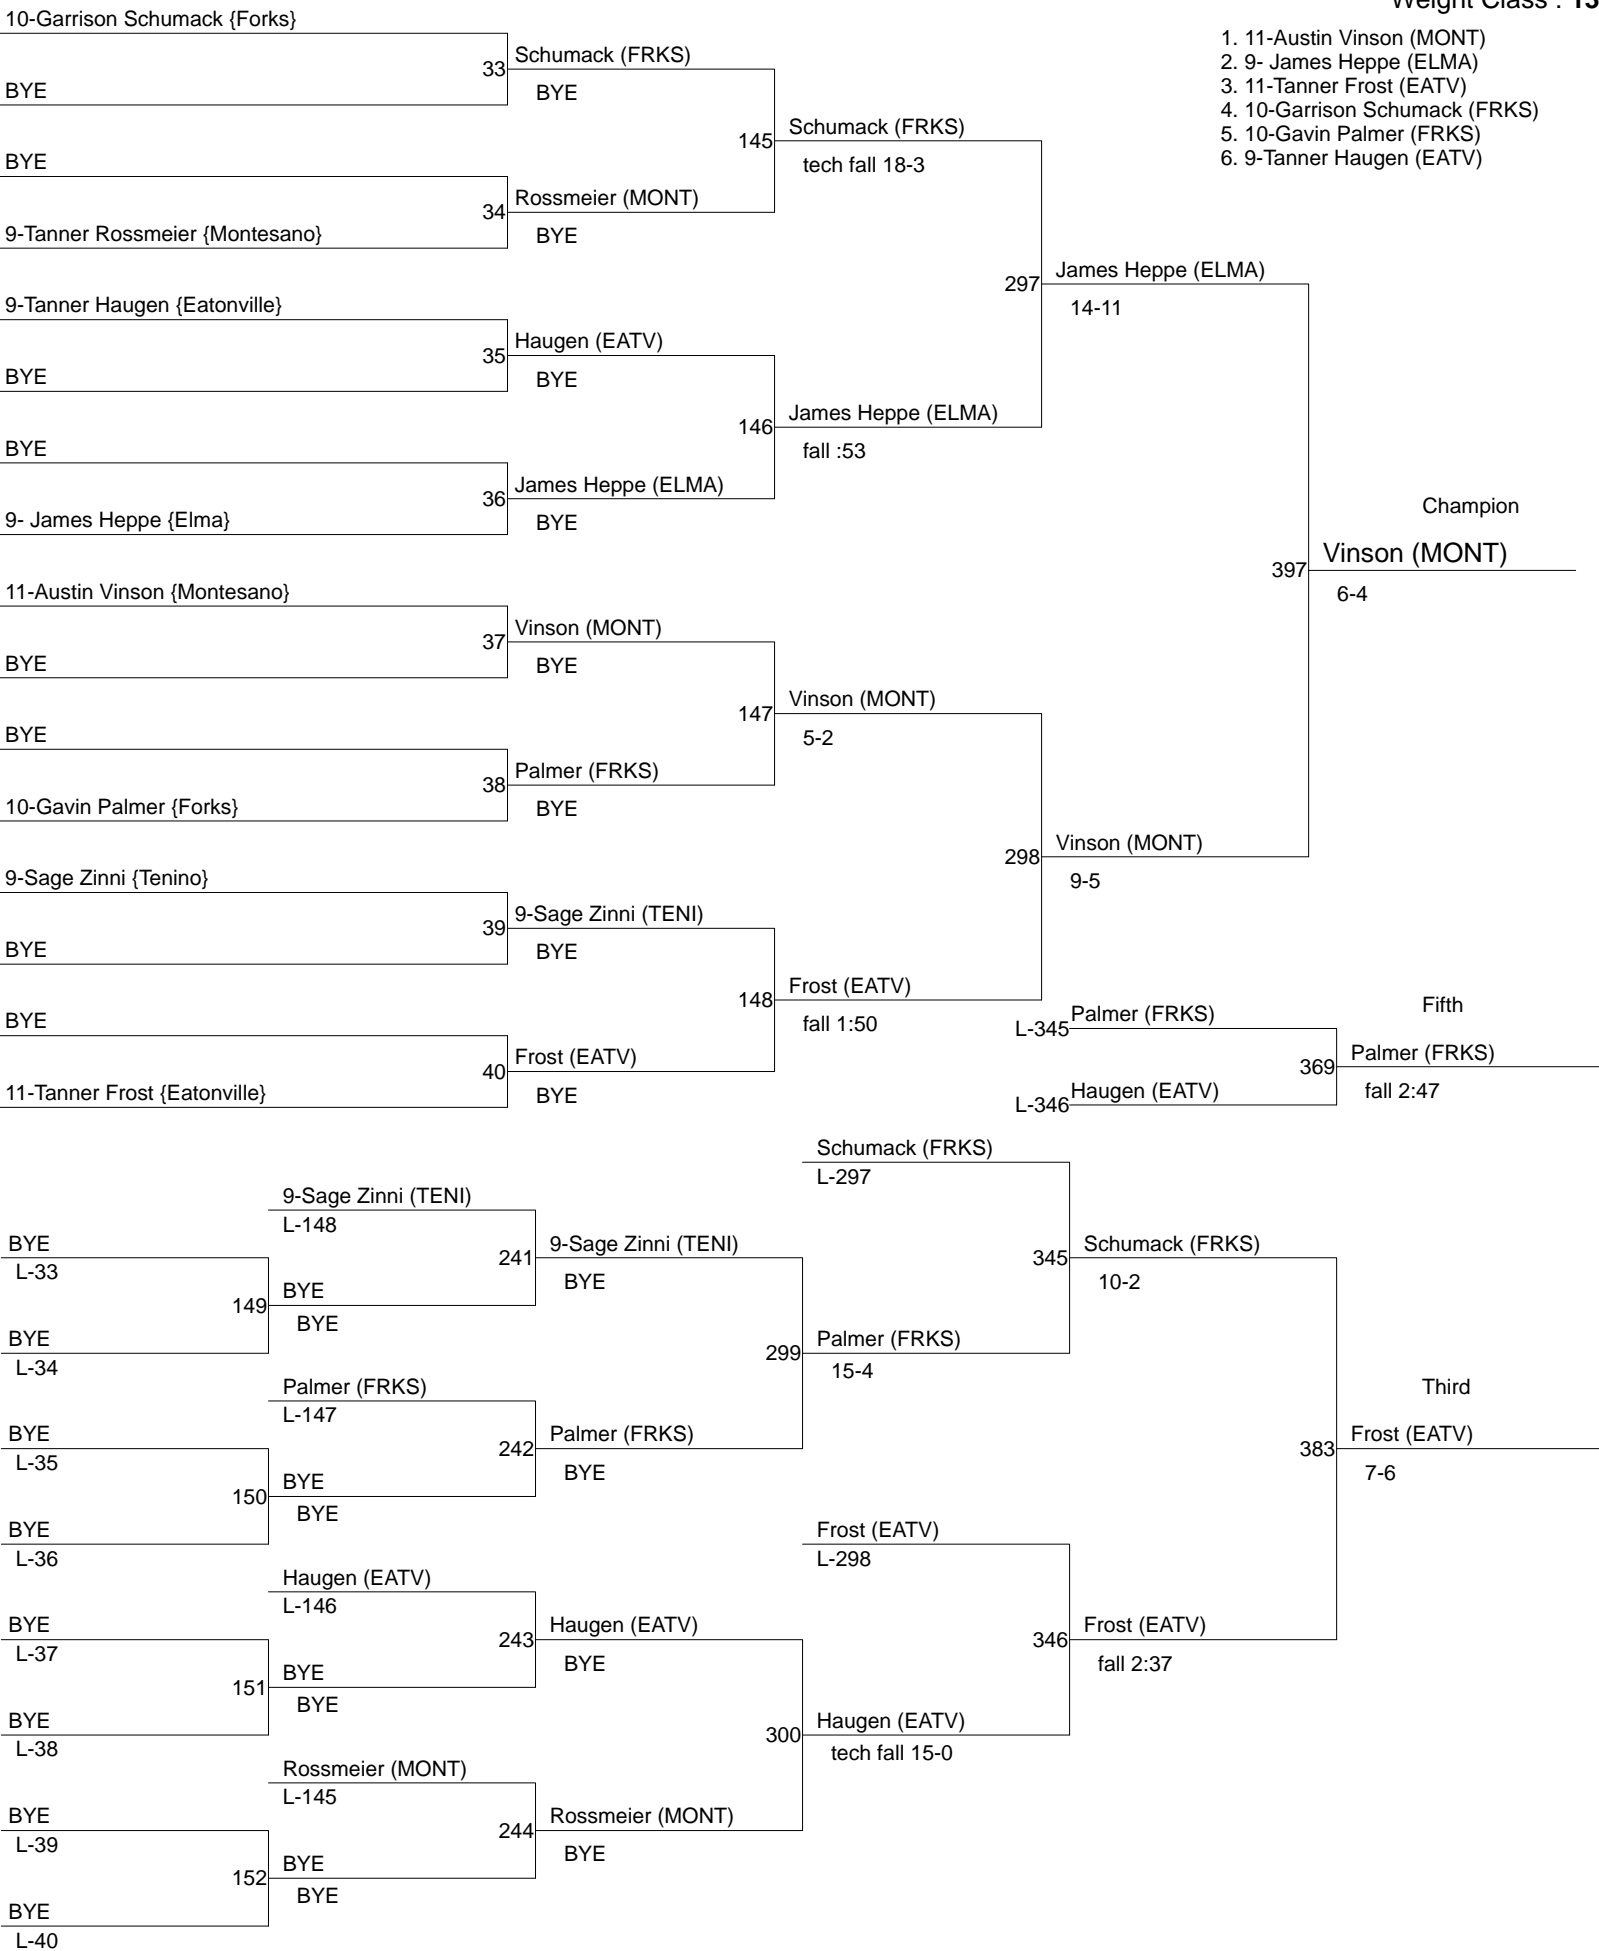 Weight Class :
1. 11-Austin Vinson (MONT)
2. 9- James Heppe (ELMA)
3. 11-Tanner Frost (EATV)
4. 10-Garrison Schumack (FRKS)
5. 10-Gavin Palmer (FRKS)
6. 9-Tanner Haugen (EATV)
10-Garrison Schumack {Forks}
BYE
BYE
9-Tanner Rossmeier {Montesano}
9-Tanner Haugen {Eatonville}
BYE
BYE
9- James Heppe {Elma}
11-Austin Vinson {Montesano}
BYE
BYE
10-Gavin Palmer {Forks}
9-Sage Zinni {Tenino}
BYE
BYE
11-Tanner Frost {Eatonville}
33
Schumack (FRKS)
BYE
34
Rossmeier (MONT)
BYE
35
Haugen (EATV)
BYE
36
James Heppe (ELMA)
BYE
37
Vinson (MONT)
BYE
38
Palmer (FRKS)
BYE
39
9-Sage Zinni (TENI)
BYE
40
Frost (EATV)
BYE
145
Schumack (FRKS)
tech fall 18-3
146
James Heppe (ELMA)
fall :53
147
Vinson (MONT)
5-2
148
Frost (EATV)
fall 1:50
297
James Heppe (ELMA)
14-11
298
Vinson (MONT)
9-5
Champion
397
Vinson (MONT)
6-4
Fifth
L-345
Palmer (FRKS)
L-346
Haugen (EATV)
369
Palmer (FRKS)
fall 2:47
BYE
L-33
BYE
L-34
BYE
L-35
BYE
L-36
BYE
L-37
BYE
L-38
BYE
L-39
BYE
L-40
9-Sage Zinni (TENI)
L-148
149
BYE
BYE
Palmer (FRKS)
L-147
150
BYE
BYE
Haugen (EATV)
L-146
151
BYE
BYE
Rossmeier (MONT)
L-145
152
BYE
BYE
241
9-Sage Zinni (TENI)
BYE
242
Palmer (FRKS)
BYE
243
Haugen (EATV)
BYE
244
Rossmeier (MONT)
BYE
Schumack (FRKS)
L-297
299
Palmer (FRKS)
15-4
Frost (EATV)
L-298
300
Haugen (EATV)
tech fall 15-0
345
Schumack (FRKS)
10-2
346
Frost (EATV)
fall 2:37
Third
383
Frost (EATV)
7-6